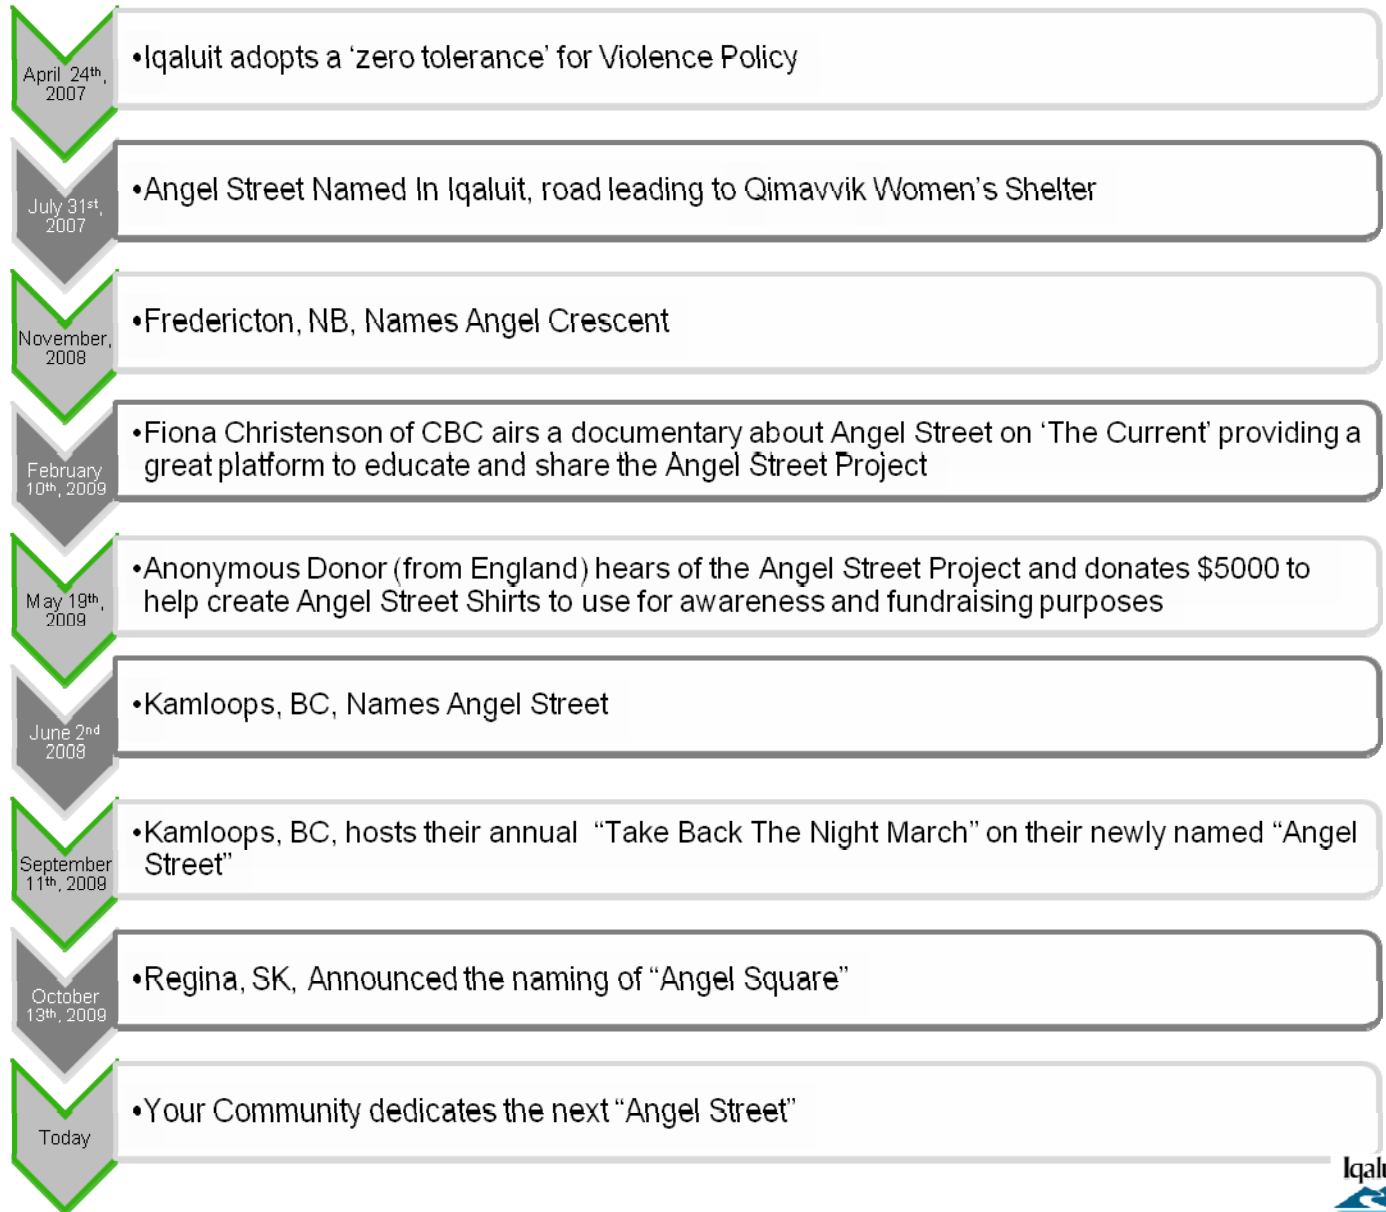 April 24th,
2007
•Iqaluit adopts a ‘zero tolerance’ for Violence Policy
July 31st,
2007
•Angel Street Named In Iqaluit, road leading to Qimavvik Women’s Shelter
November,
2008
•Fredericton, NB, Names Angel Crescent
February
10th, 2009
•Fiona Christenson of CBC airs a documentary about Angel Street on ‘The Current’ providing a
great platform to educate and share the Angel Street Project
May 19th,
2009
•Anonymous Donor (from England) hears of the Angel Street Project and donates $5000 to
help create Angel Street Shirts to use for awareness and fundraising purposes
June 2nd
2009
•Kamloops, BC, Names Angel Street
September
11th, 2009
•Kamloops, BC, hosts their annual “Take Back The Night March” on their newly named “Angel
Street”
October
13th, 2009
•Regina, SK, Announced the naming of “Angel Square”
Today
•Your Community dedicates the next “Angel Street”